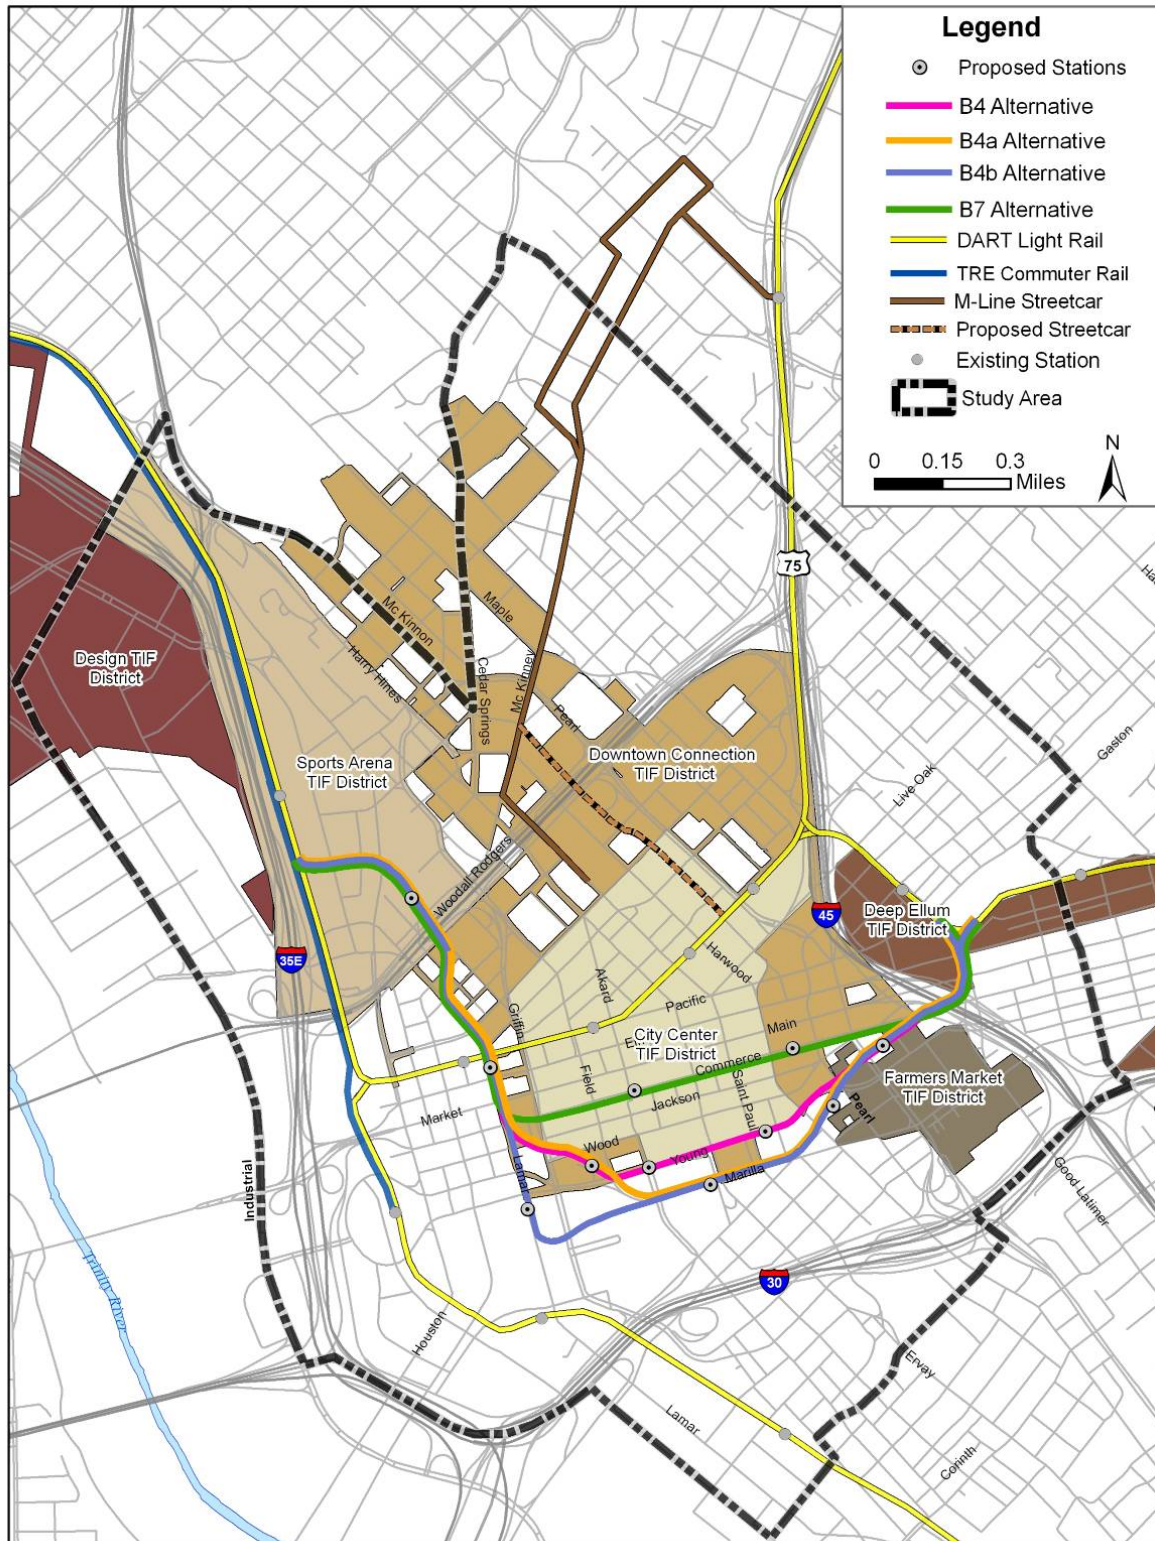 Legend
Proposed Stations
B4 Alternative
B4a Alternative
B4b Alternative
B7 Alternative
DART Light Rail
TRE Commuter Rail
M-Line Streetcar
Proposed Streetcar
Existing Station
Study Area
0 0.15 0.3
Miles
N
75
Mc Kinnon
Maple
Harry Hines
Cedar Springs
Mc Kinney
Pearl
Design TIF
District
Sports Arena
TIF District
Downtown Connection
TIF District
Gaston
Live Oak
Woodall Rodgers
45
Deep Ellum
TIF District
35E
Harwood
Akard
Pacific
Griffin
Main
City Center
TIF District
Commerce
Field
Jackson
Saint Paul
Farmers Market
TIF District
Market
Pearl
Wood
Young
Lamar
Marilla
Industrial
Good Latimer
Trinity River
30
Houston
Ervay
Lamar
Corinth